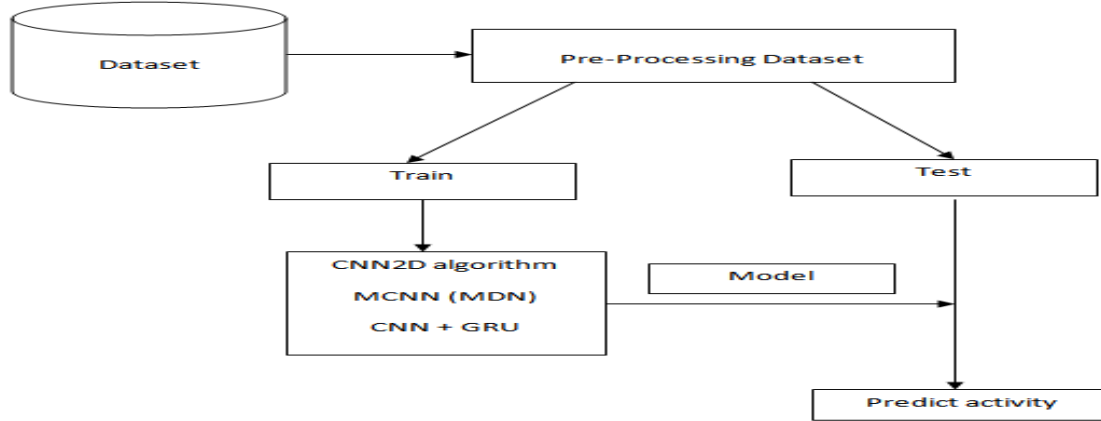 Dataset
Pre-Processing Dataset
Train
Test
CNN2D algorithm
MCNN (MDN)
CNN + GRU
Model
Predict activity